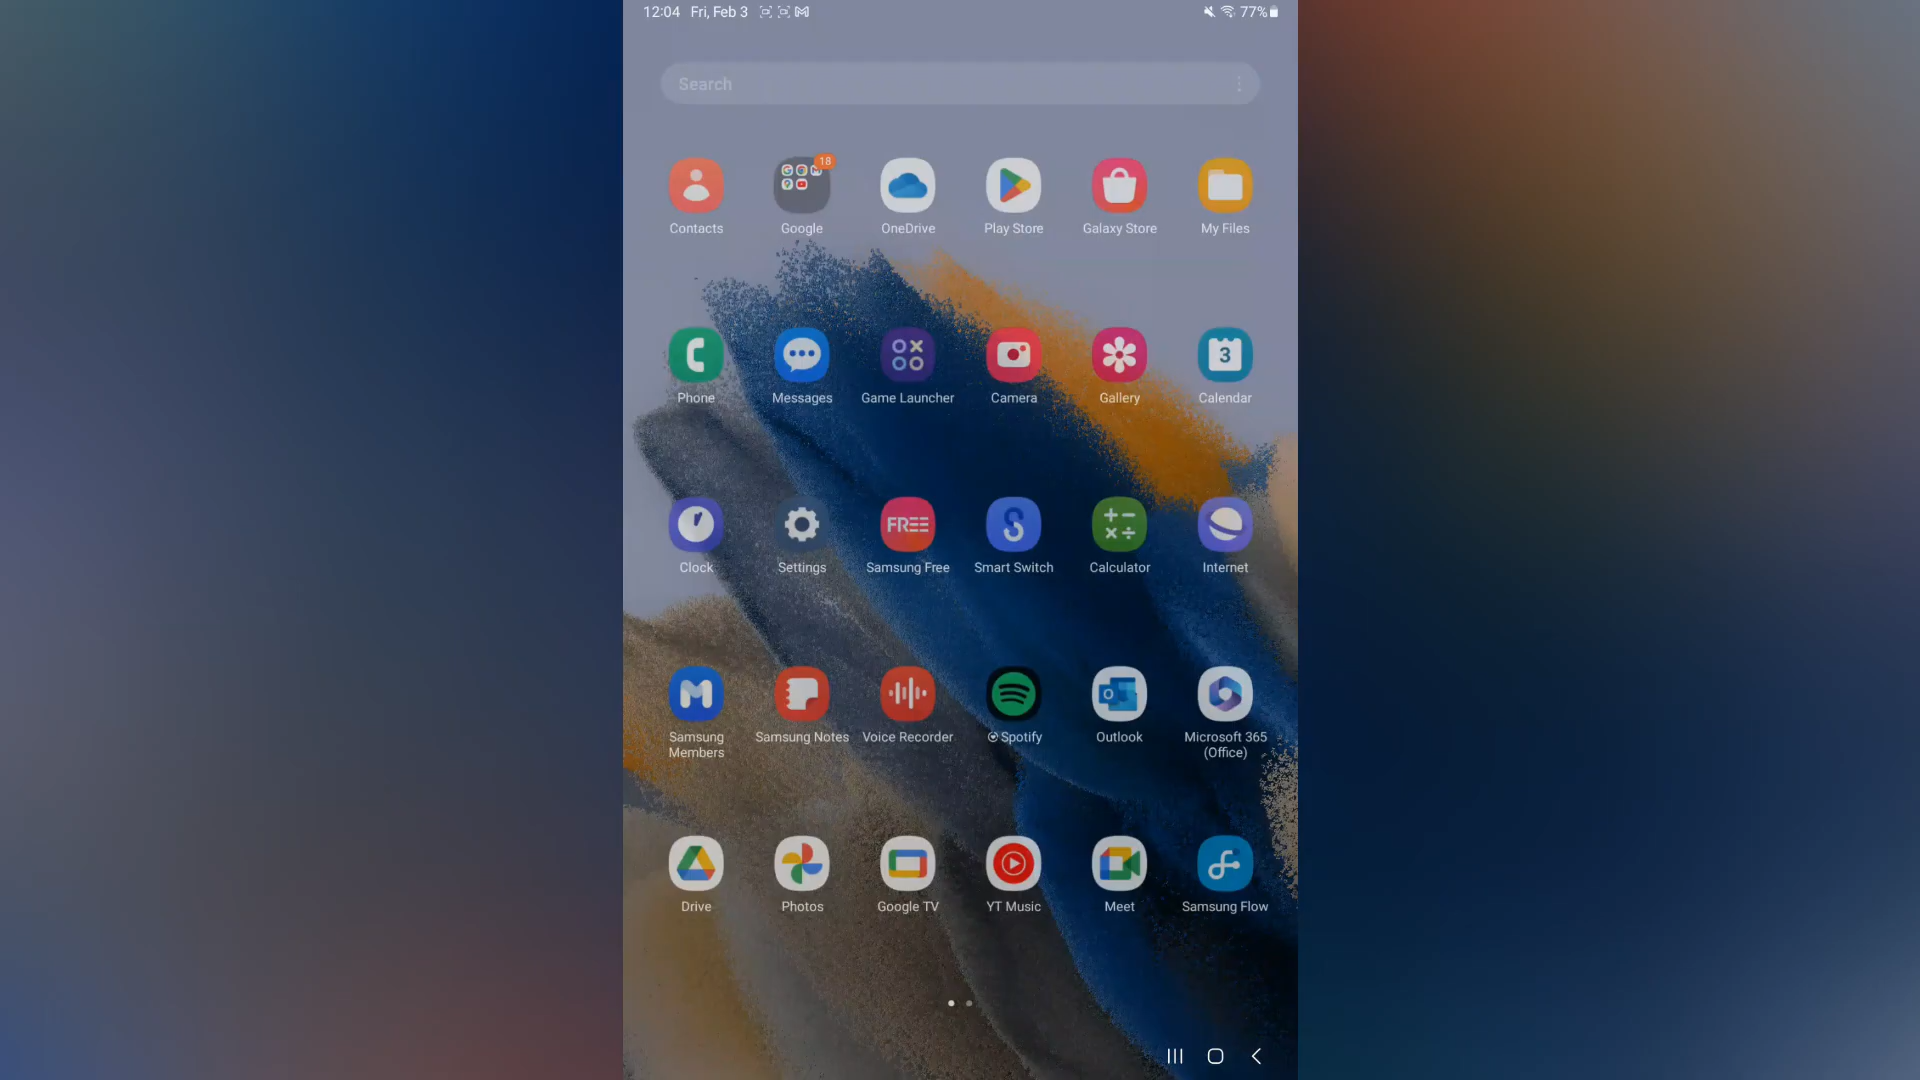 12:04 Fri, Feb 3 77%
Search
18
Contacts Google OneDrive Play Store Galaxy Store My Files
3
Phone Messages Game Launcher Camera Gallery Calendar
FREE
Clock Settings Samsung Free Smart Switch Calculator Internet
Samsung Members Samsung Notes Voice Recorder Spotify Outlook Microsoft 365 (Office)
Drive Photos Google TV YT Music Meet Samsung Flow